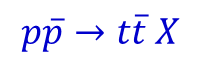 pp̄ → tt̄ X